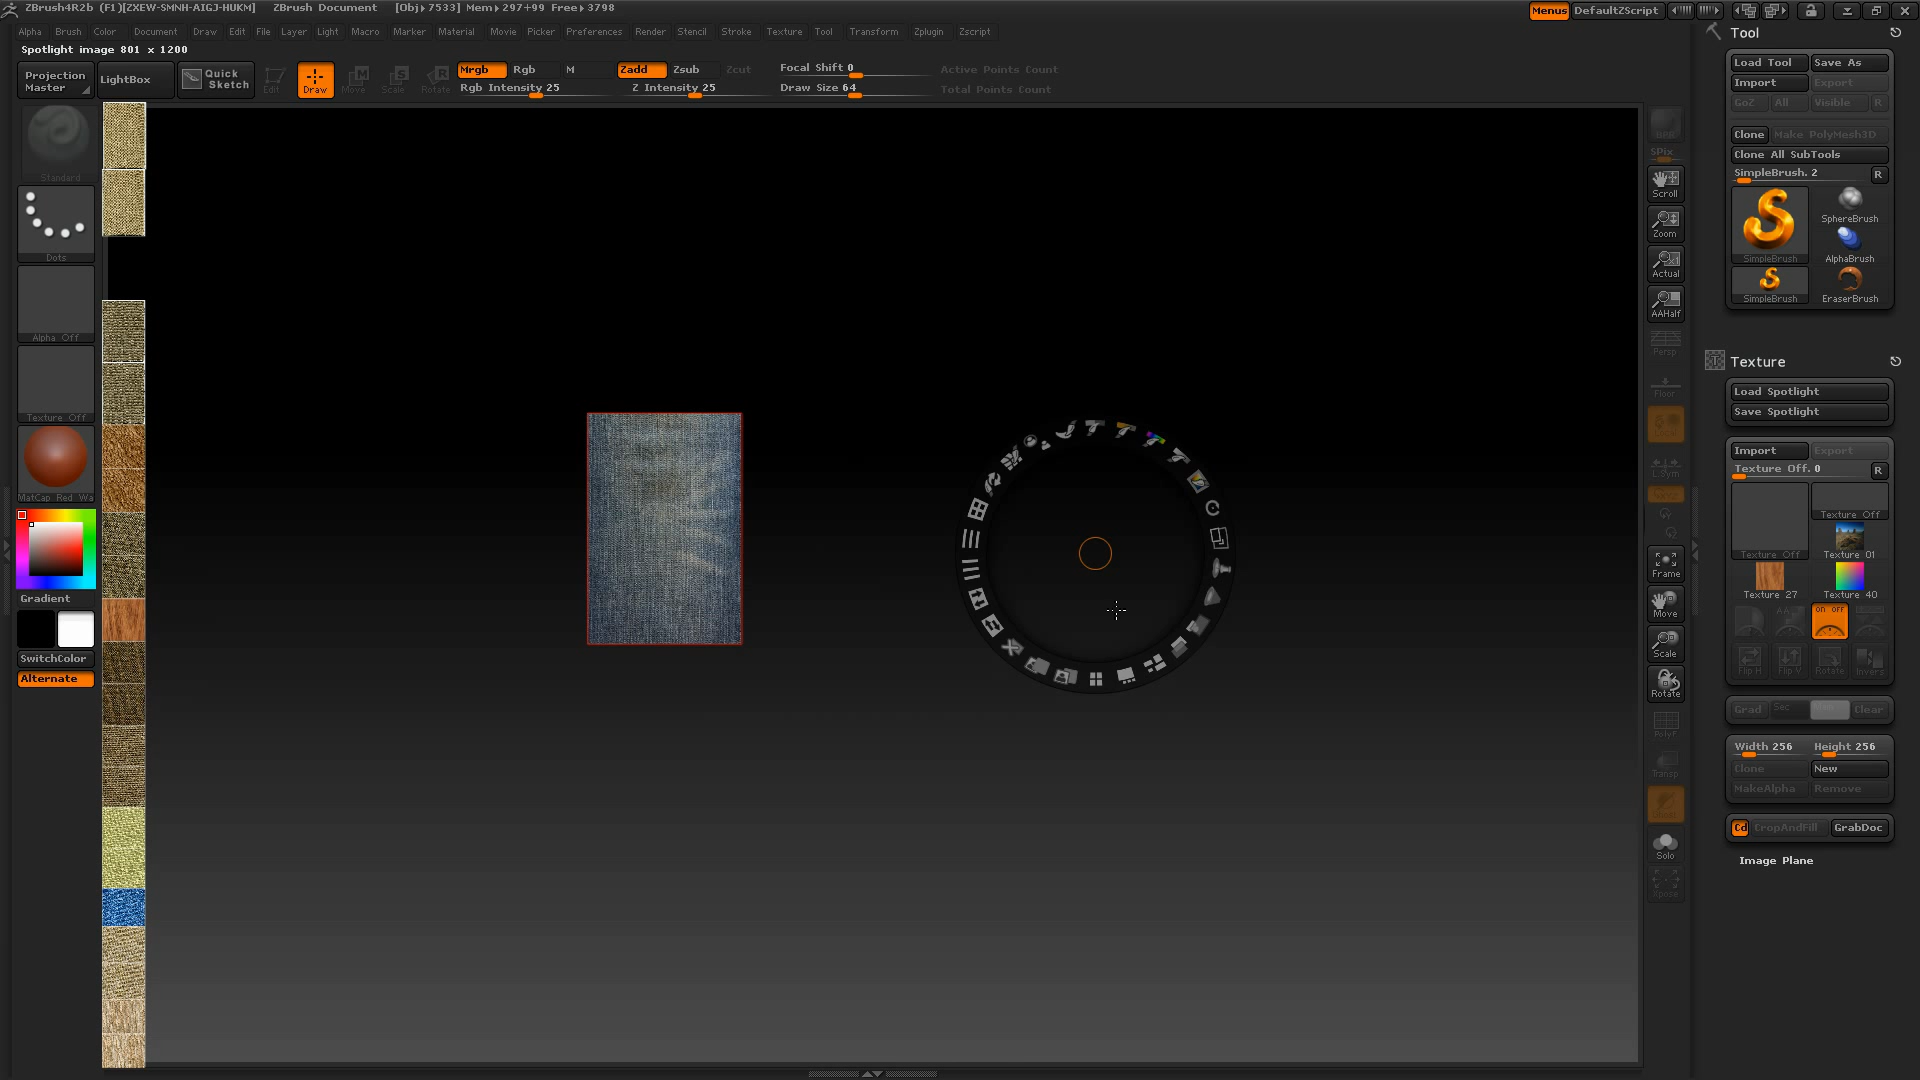 ZBrush4R2b (F1)[ZXEW-SMNH-AIGJ-HUKM] ZBrush Document [Obj▸7533] Mem▸297+99 Free▸3798 Menus DefaultZScript
Alpha Brush Color Document Draw Edit File Layer Light Macro Marker Material Movie Picker Preferences Render Stencil Stroke Texture Tool Transform Zplugin Zscript
Spotlight image 801 x 1200
Projection Master
LightBox
Quick Sketch
Edit
Draw
Move
Scale
Rotate
Mrgb Rgb M
Rgb Intensity 25
Zadd Zsub Zcut
Z Intensity 25
Focal Shift 0
Draw Size 64
Active Points Count
Total Points Count
Standard
Dots
Alpha Off
Texture Off
MatCap Red Wa
Gradient
SwitchColor
Alternate
BPR
SPix
Scroll
Zoom
Actual
AAHalf
Persp
Floor
Local
L.Sym
Frame
Move
Scale
Rotate
PolyF
Transp
Solo
Xpose
Tool
Load Tool Save As
Import Export
GoZ All Visible R
Clone Make PolyMesh3D
Clone All SubTools
SimpleBrush. 2 R
SimpleBrush
SphereBrush
AlphaBrush
SimpleBrush
EraserBrush
Texture
Load Spotlight
Save Spotlight
Import Export
Texture Off. 0 R
Texture Off
Texture Off
Texture 01
Texture 27
Texture 40
On Off
Flip H Flip V Rotate Invers
Grad Sec Main Clear
Width 256 Height 256
Clone New
MakeAlpha Remove
Cd CropAndFill GrabDoc
Image Plane